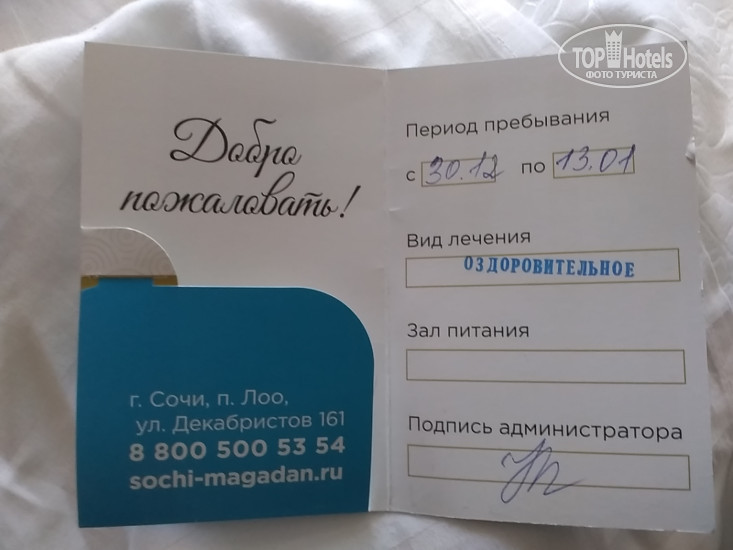 TOP Hotels
ФОТО ТУРИСТА
Добро
пожаловать!
г. Сочи, п. Лоо,
ул. Декабристов 161
8 800 500 53 54
sochi-magadan.ru
Период пребывания
с 30.12 по 13.01
Вид лечения
ОЗДОРОВИТЕЛЬНОЕ
Зал питания
Подпись администратора